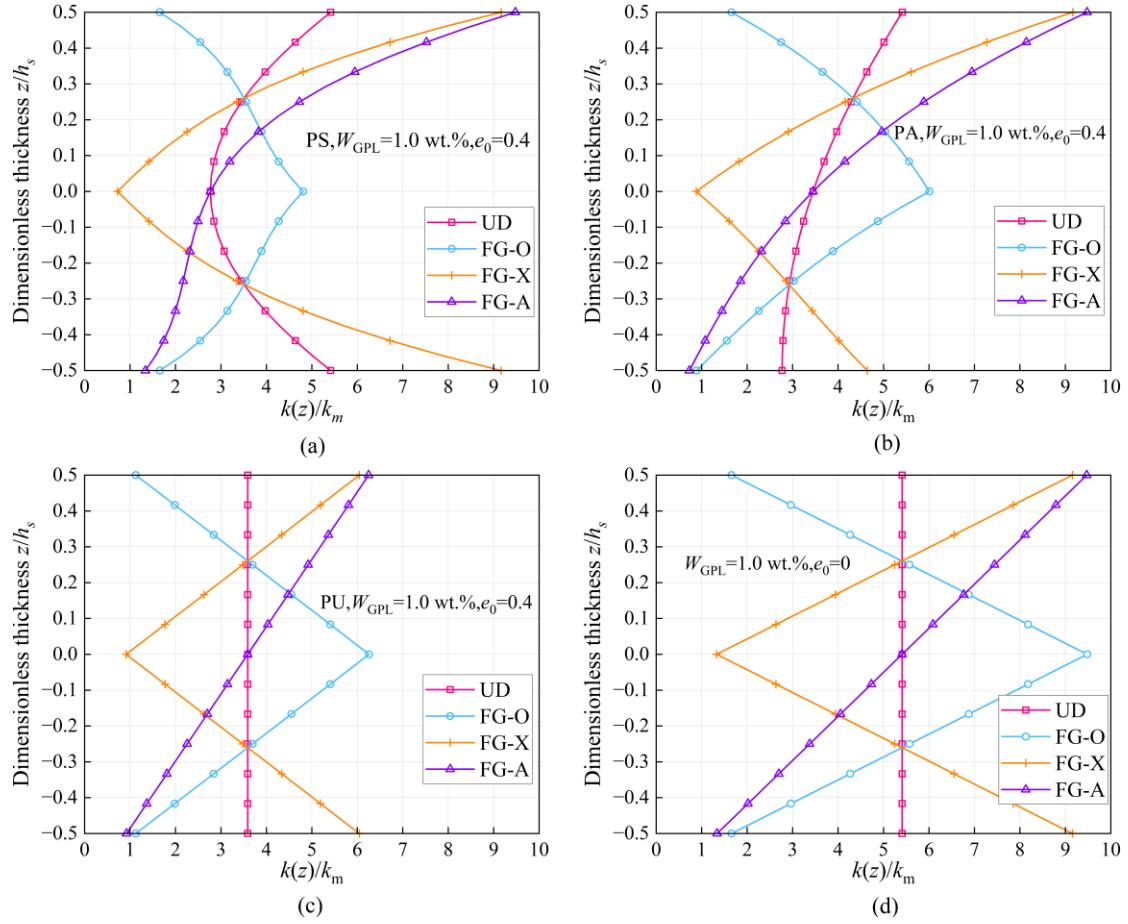 0.5
0.4
0.3
0.2
0.1
0.0
−0.1
−0.2
−0.3
−0.4
−0.5
Dimensionless thickness z/hₛ
PS,W_GPL=1.0 wt.%,e₀=0.4
UD
FG-O
FG-X
FG-A
0 1 2 3 4 5 6 7 8 9 10
k(z)/kₘ
(a)
0.5
0.4
0.3
0.2
0.1
0.0
−0.1
−0.2
−0.3
−0.4
−0.5
Dimensionless thickness z/hₛ
PA,W_GPL=1.0 wt.%,e₀=0.4
UD
FG-O
FG-X
FG-A
0 1 2 3 4 5 6 7 8 9 10
k(z)/kₘ
(b)
0.5
0.4
0.3
0.2
0.1
0.0
−0.1
−0.2
−0.3
−0.4
−0.5
Dimensionless thickness z/hₛ
PU,W_GPL=1.0 wt.%,e₀=0.4
UD
FG-O
FG-X
FG-A
0 1 2 3 4 5 6 7 8 9 10
k(z)/kₘ
(c)
0.5
0.4
0.3
0.2
0.1
0.0
−0.1
−0.2
−0.3
−0.4
−0.5
Dimensionless thickness z/hₛ
W_GPL=1.0 wt.%,e₀=0
UD
FG-O
FG-X
FG-A
0 1 2 3 4 5 6 7 8 9 10
k(z)/kₘ
(d)